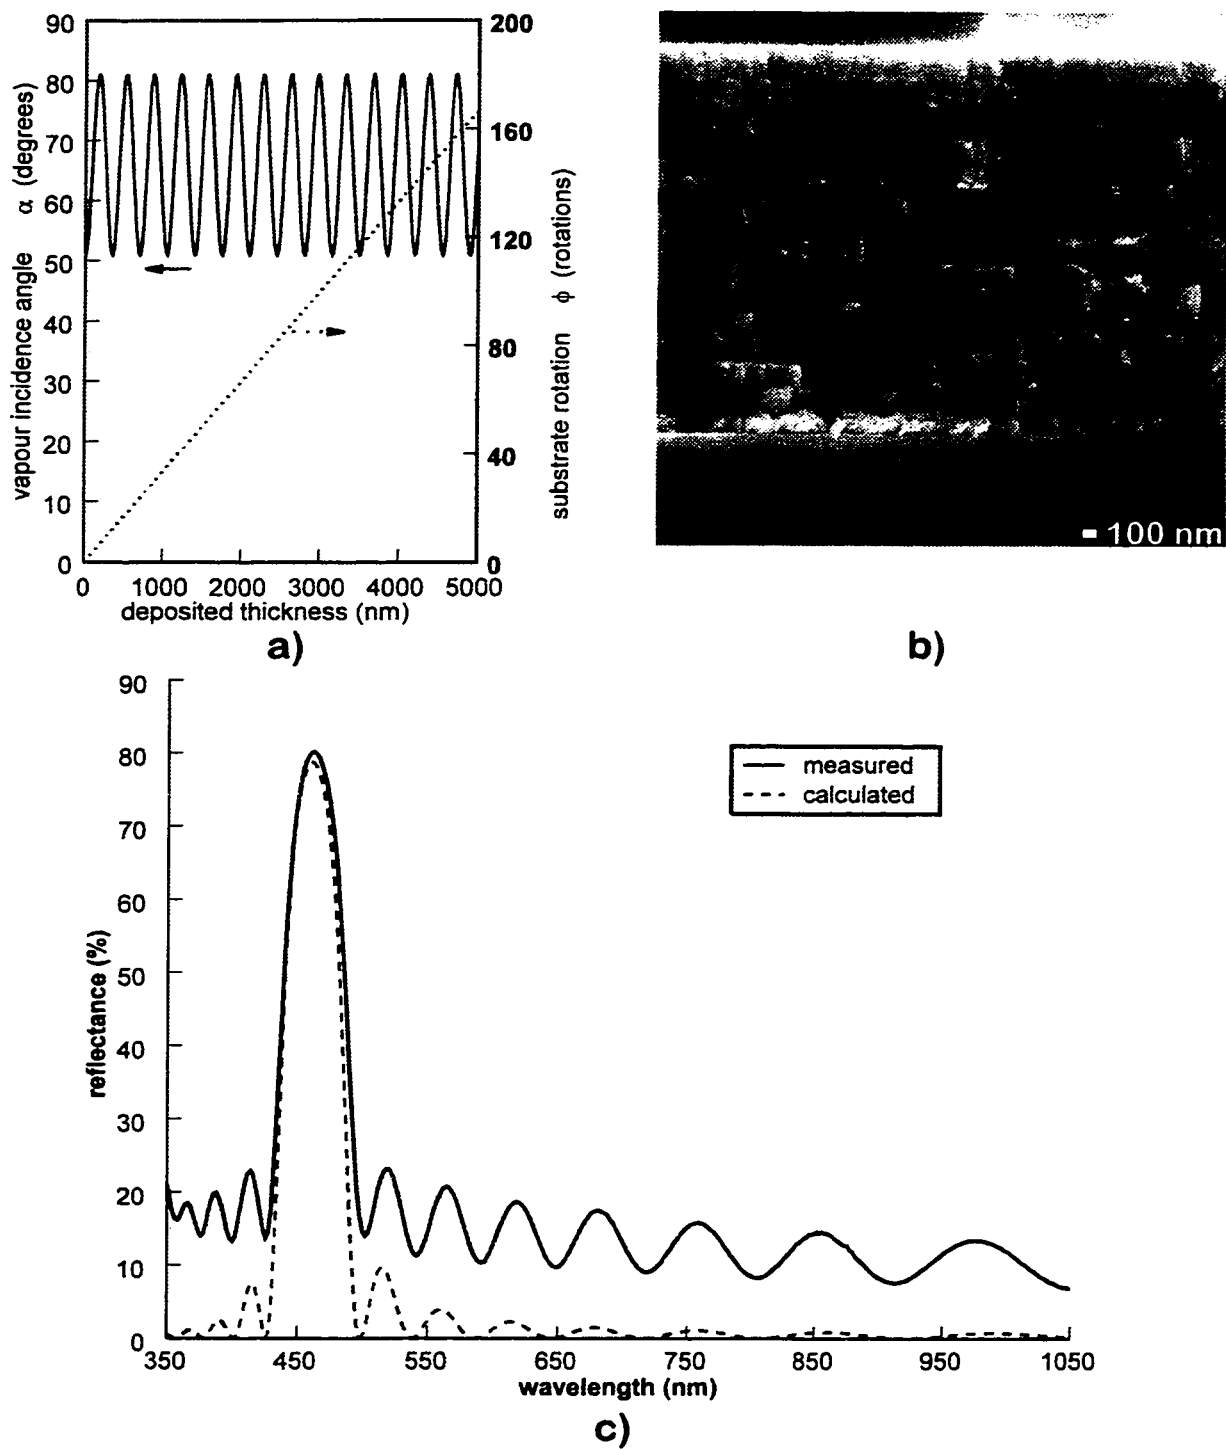 90
80
70
60
50
40
30
20
10
0
vapour incidence angle α (degrees)
200
160
120
80
40
0
substrate rotation ϕ (rotations)
0 1000 2000 3000 4000 5000
deposited thickness (nm)
a)
100 nm
b)
90
80
70
60
50
40
30
20
10
0
reflectance (%)
measured
calculated
350 450 550 650 750 850 950 1050
wavelength (nm)
c)